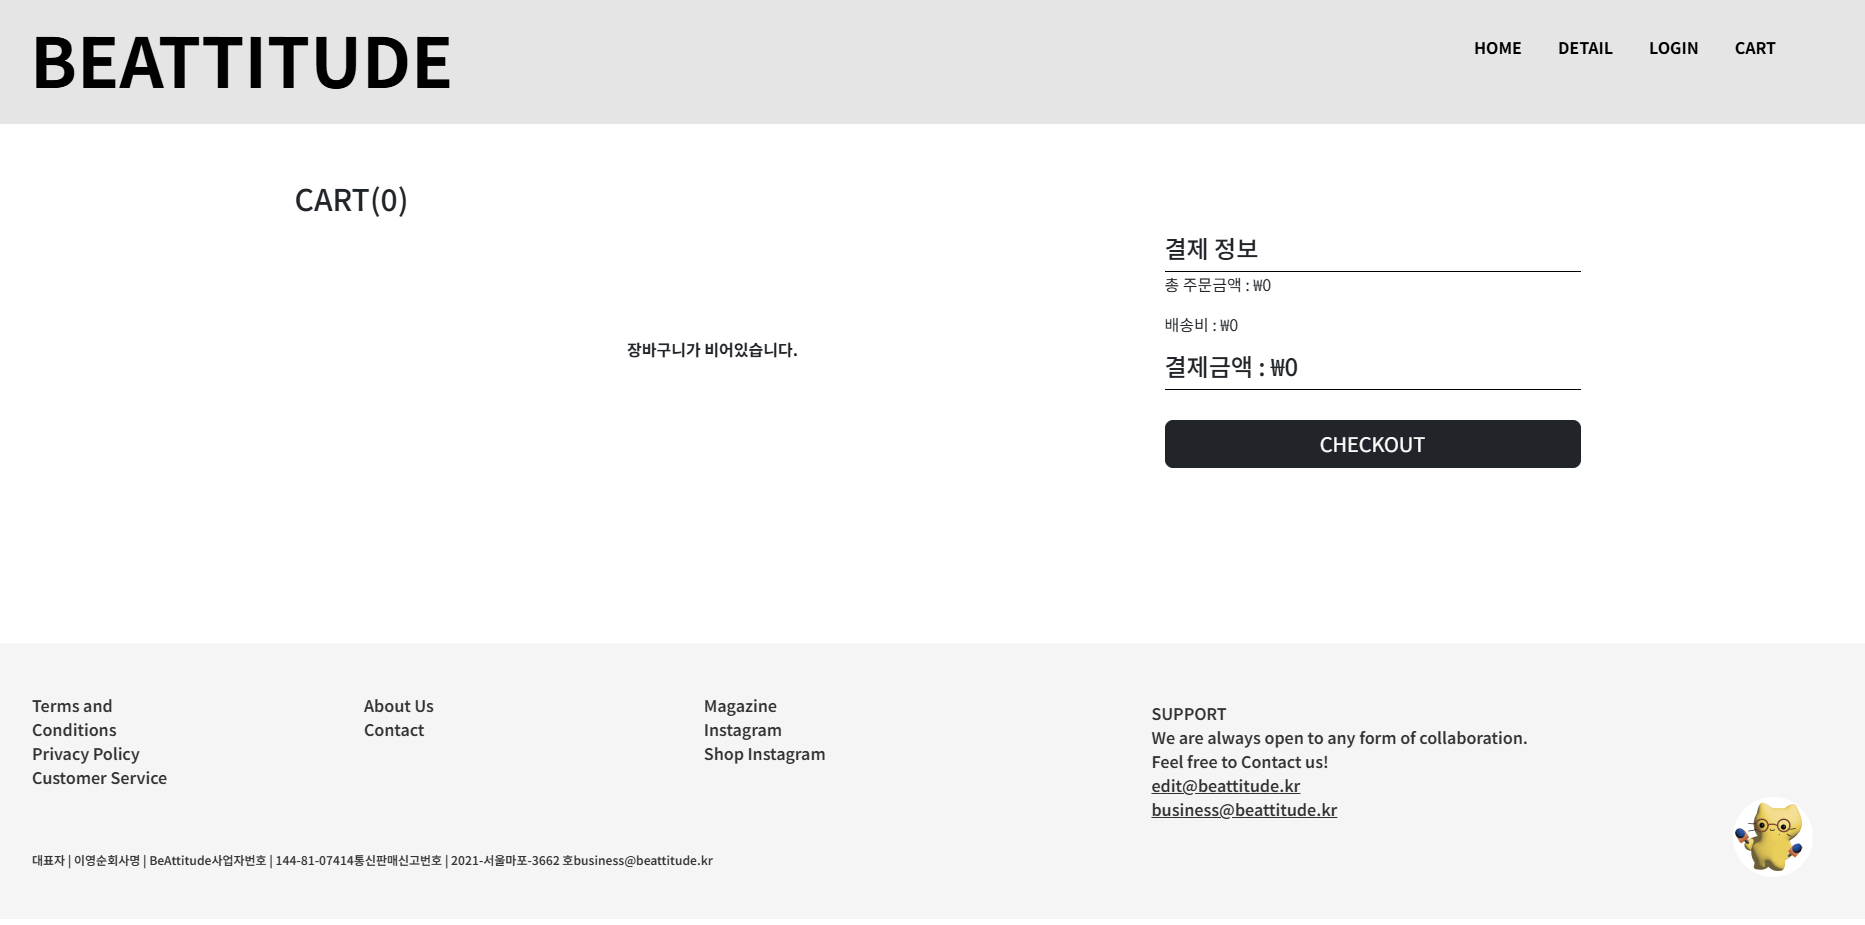 BEATTITUDE
HOME DETAIL LOGIN CART
CART(0)
장바구니가 비어있습니다.
결제 정보
총 주문금액 : ₩0
배송비 : ₩0
결제금액 : ₩0
CHECKOUT
Terms and
Conditions
Privacy Policy
Customer Service
About Us
Contact
Magazine
Instagram
Shop Instagram
SUPPORT
We are always open to any form of collaboration.
Feel free to Contact us!
edit@beattitude.kr
business@beattitude.kr
대표자 | 이영순회사명 | BeAttitude사업자번호 | 144-81-07414통신판매신고번호 | 2021-서울마포-3662 호business@beattitude.kr